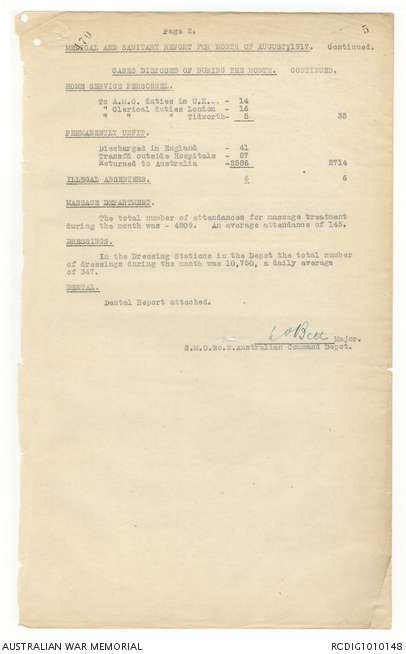 Page 2.
5
MEDICAL AND SANITARY REPORT FOR MONTH OF AUGUST, 1917. Continued.
CASES DISPOSED OF DURING THE MONTH. CONTINUED.
HOME SERVICE PERSONNEL.
To A.M.O. duties in U.K... - 14
" Clerical duties London - 16
" " " Tidworth- 5 35
PERMANENTLY UNFIT.
Discharged in England - 41
Transfd outside Hospitals - 87
Returned to Australia -2586 2714
ILLEGAL ABSENTEES. 6 6
MASSAGE DEPARTMENT.
The total number of attendances for massage treatment
during the month was - 4809. An average attendance of 145.
DRESSINGS.
In the Dressing Stations in the Depot the total number
of dressings during the month was 10,750, a daily average
of 347.
DENTAL.
Dental Report attached.
Major.
S.M.O. No.2. Australian Command Depot.
AUSTRALIAN WAR MEMORIAL
RCDIG1010148